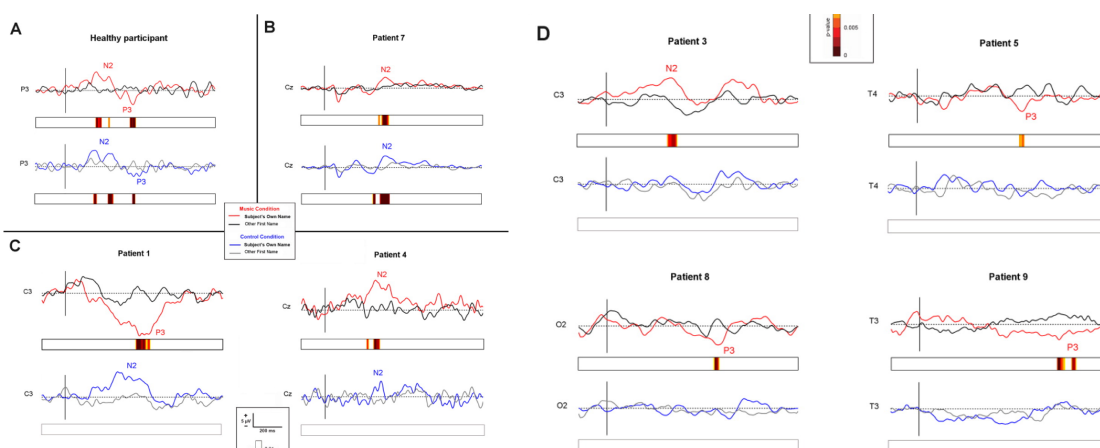 A
Healthy participant
N2
P3
P3
N2
P3
P3
B
Patient 7
N2
Cz
N2
Cz
Music Condition
Subject's Own Name
Other First Name
Control Condition
Subject's Own Name
Other First Name
C
Patient 1
C3
P3
N2
C3
Patient 4
N2
Cz
N2
Cz
+
5 µV
−
200 ms
D
p-value
0.005
0
Patient 3
N2
C3
C3
Patient 5
T4
P3
T4
Patient 8
O2
P3
O2
Patient 9
T3
P3
T3